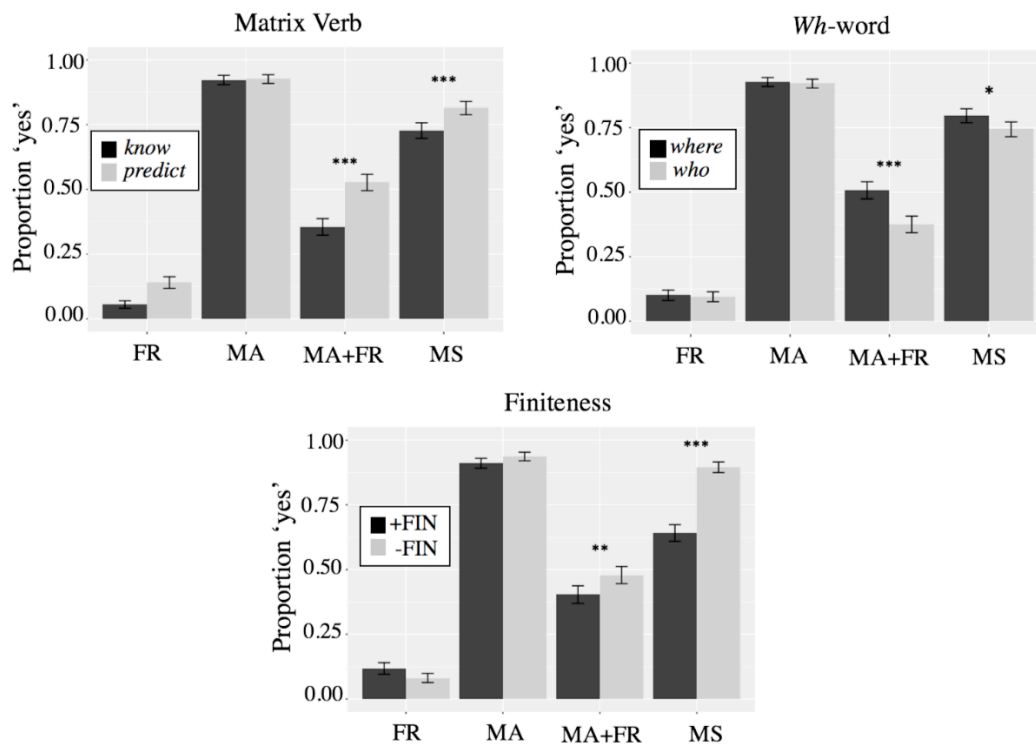 Matrix Verb
Proportion ‘yes’
1.00
0.75
0.50
0.25
0.00
know
predict
***
***
FR
MA
MA+FR
MS
Wh-word
Proportion ‘yes’
1.00
0.75
0.50
0.25
0.00
where
who
***
*
FR
MA
MA+FR
MS
Finiteness
Proportion ‘yes’
1.00
0.75
0.50
0.25
0.00
+FIN
-FIN
**
***
FR
MA
MA+FR
MS